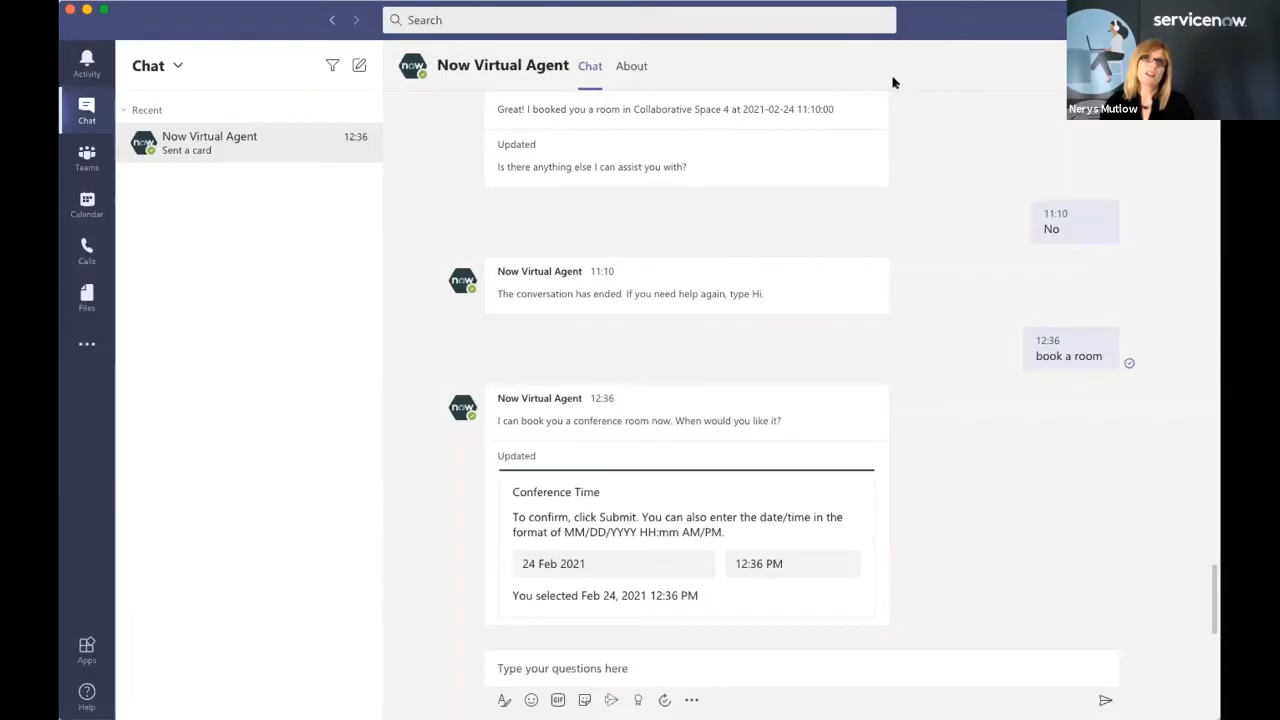 Search
servicenow
Nerys Mutlow
Activity
Chat
Teams
Calendar
Calls
Files
Apps
Help
Chat
Recent
Now Virtual Agent 12:36
Sent a card
now
Now Virtual Agent Chat About
Great! I booked you a room in Collaborative Space 4 at 2021-02-24 11:10:00
Updated
Is there anything else I can assist you with?
11:10
No
now
Now Virtual Agent 11:10
The conversation has ended. If you need help again, type Hi.
12:36
book a room
now
Now Virtual Agent 12:36
I can book you a conference room now. When would you like it?
Updated
Conference Time
To confirm, click Submit. You can also enter the date/time in the
format of MM/DD/YYYY HH:mm AM/PM.
24 Feb 2021 12:36 PM
You selected Feb 24, 2021 12:36 PM
Type your questions here
GIF